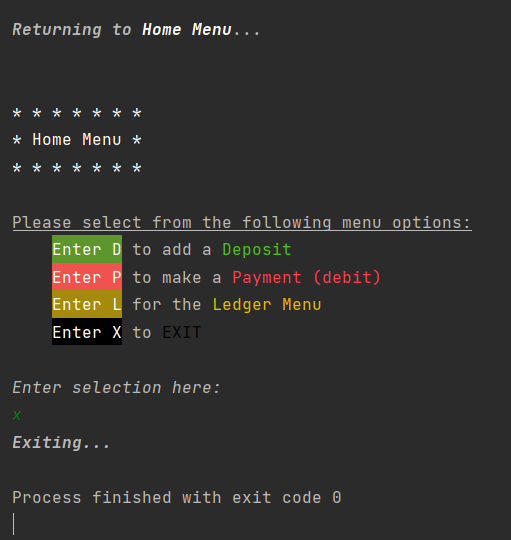 Returning to Home Menu...
* * * * * * *
* Home Menu *
* * * * * * *
Please select from the following menu options:
Enter D to add a Deposit
Enter P to make a Payment (debit)
Enter L for the Ledger Menu
Enter X to EXIT
Enter selection here:
x
Exiting...
Process finished with exit code 0